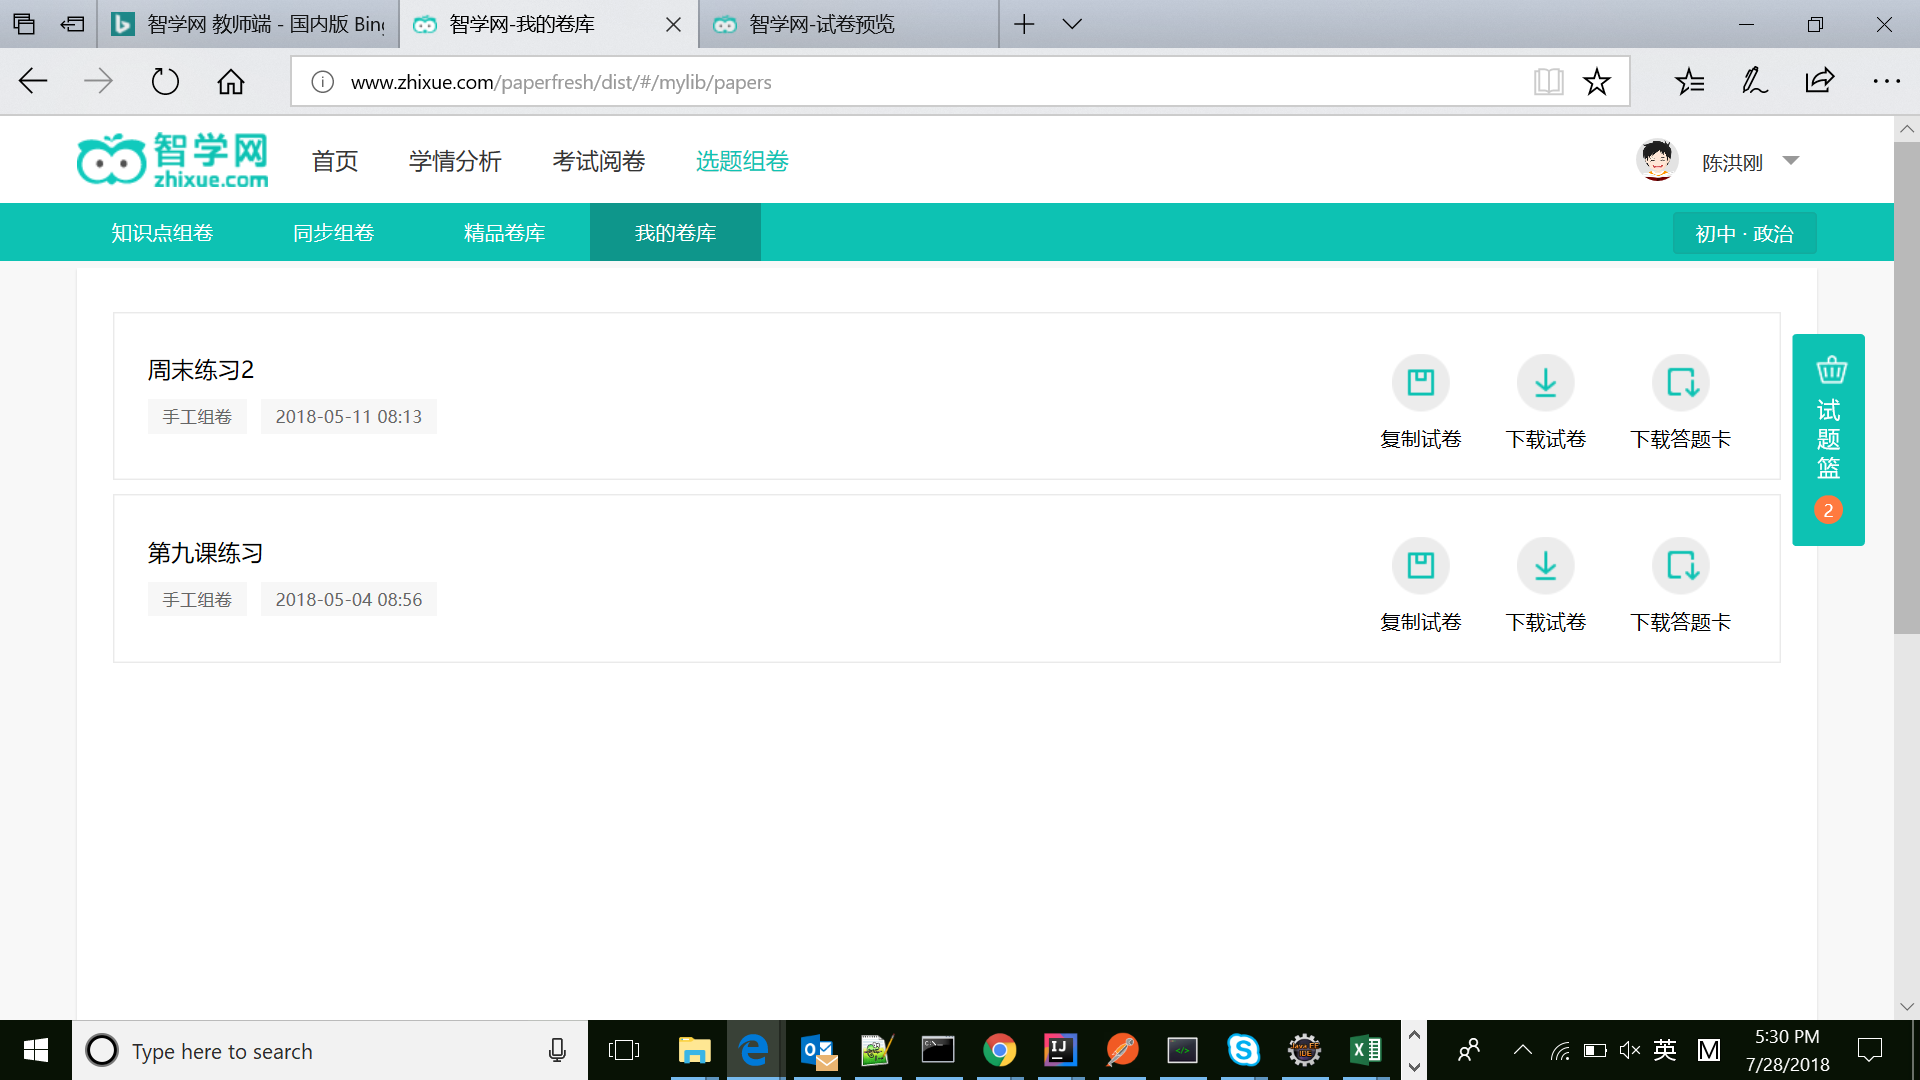 智学网 教师端 - 国内版 Bing
智学网-我的卷库
智学网-试卷预览
www.zhixue.com/paperfresh/dist/#/mylib/papers
智学网
zhixue.com
首页
学情分析
考试阅卷
选题组卷
陈洪刚
知识点组卷
同步组卷
精品卷库
我的卷库
初中 · 政治
周末练习2
手工组卷
2018-05-11 08:13
复制试卷
下载试卷
下载答题卡
第九课练习
手工组卷
2018-05-04 08:56
复制试卷
下载试卷
下载答题卡
试
题
篮
2
Type here to search
英
M
5:30 PM
7/28/2018